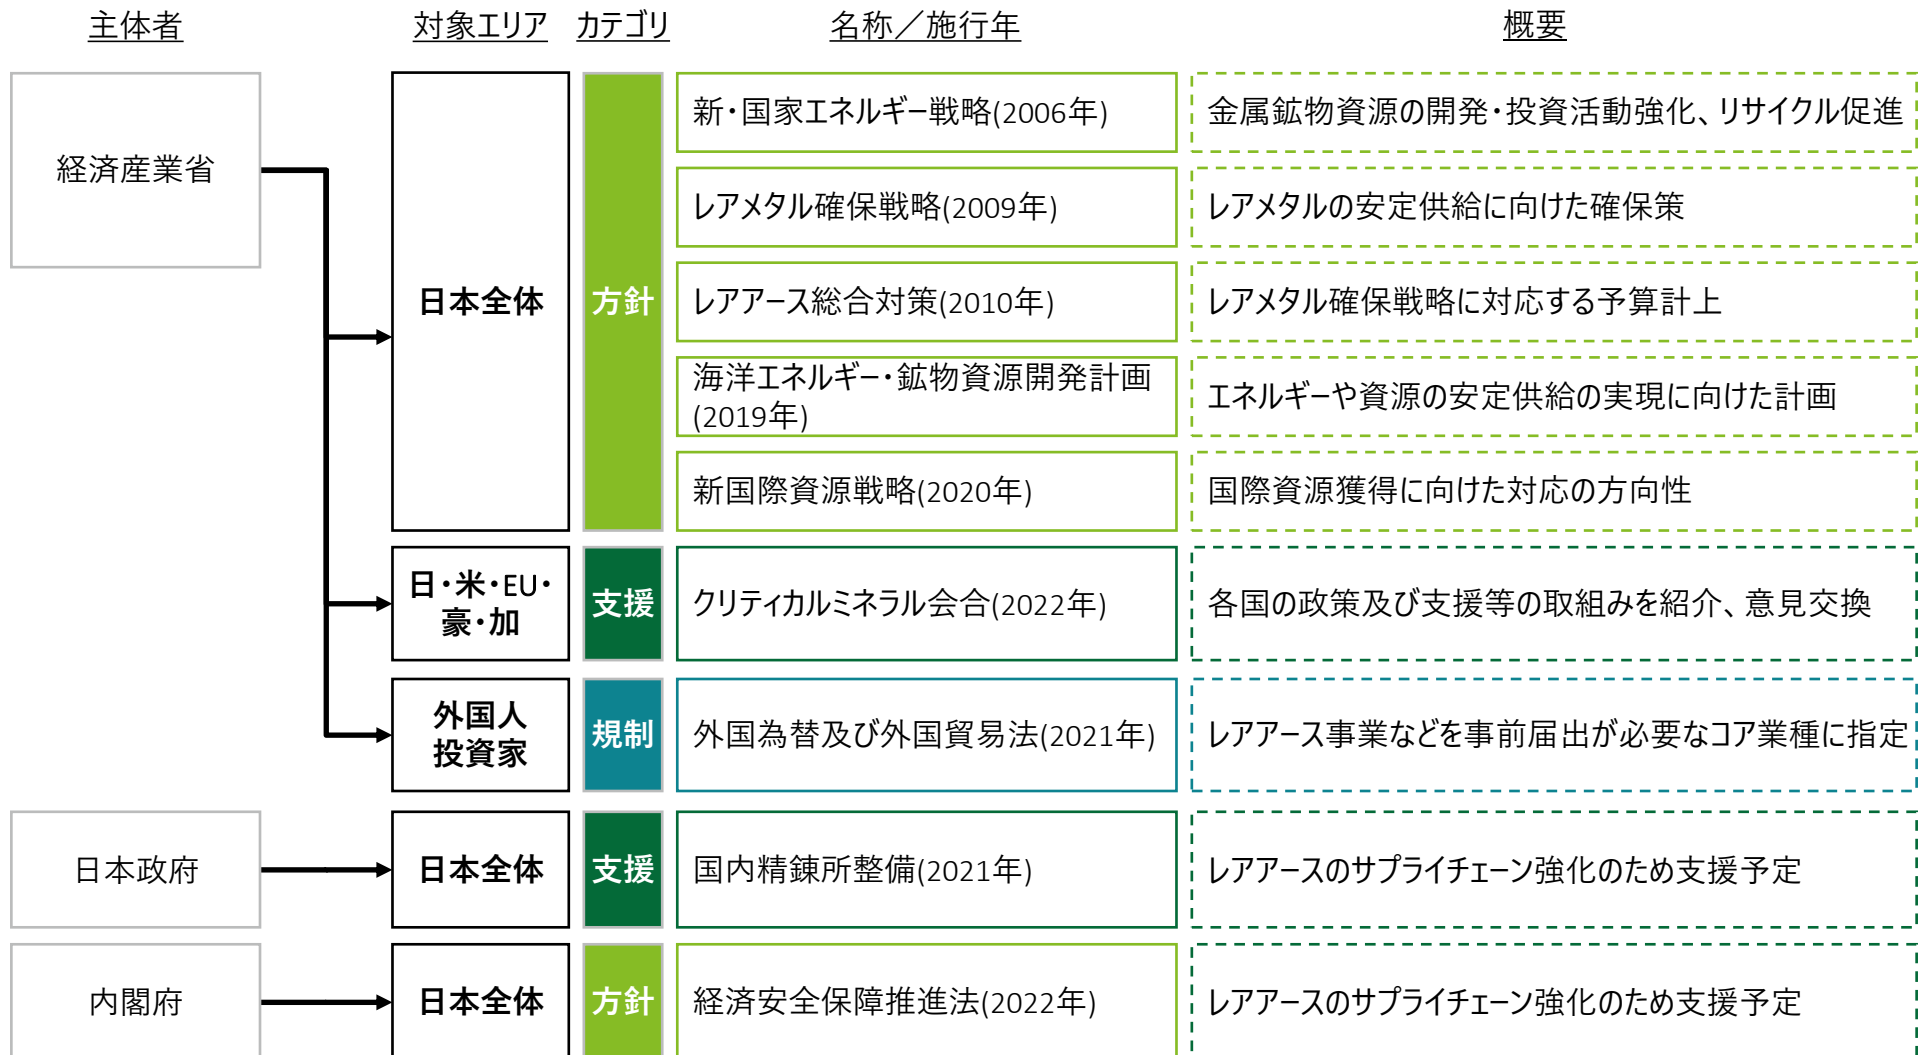 主体者
対象エリア
カテゴリ
名称／施行年
概要
経済産業省
日本全体
方針
新・国家エネルギー戦略(2006年)
金属鉱物資源の開発・投資活動強化、リサイクル促進
レアメタル確保戦略(2009年)
レアメタルの安定供給に向けた確保策
レアアース総合対策(2010年)
レアメタル確保戦略に対応する予算計上
海洋エネルギー・鉱物資源開発計画
(2019年)
エネルギーや資源の安定供給の実現に向けた計画
新国際資源戦略(2020年)
国際資源獲得に向けた対応の方向性
日・米・EU・
豪・加
支援
クリティカルミネラル会合(2022年)
各国の政策及び支援等の取組みを紹介、意見交換
外国人
投資家
規制
外国為替及び外国貿易法(2021年)
レアアース事業などを事前届出が必要なコア業種に指定
日本政府
日本全体
支援
国内精錬所整備(2021年)
レアアースのサプライチェーン強化のため支援予定
内閣府
日本全体
方針
経済安全保障推進法(2022年)
レアアースのサプライチェーン強化のため支援予定